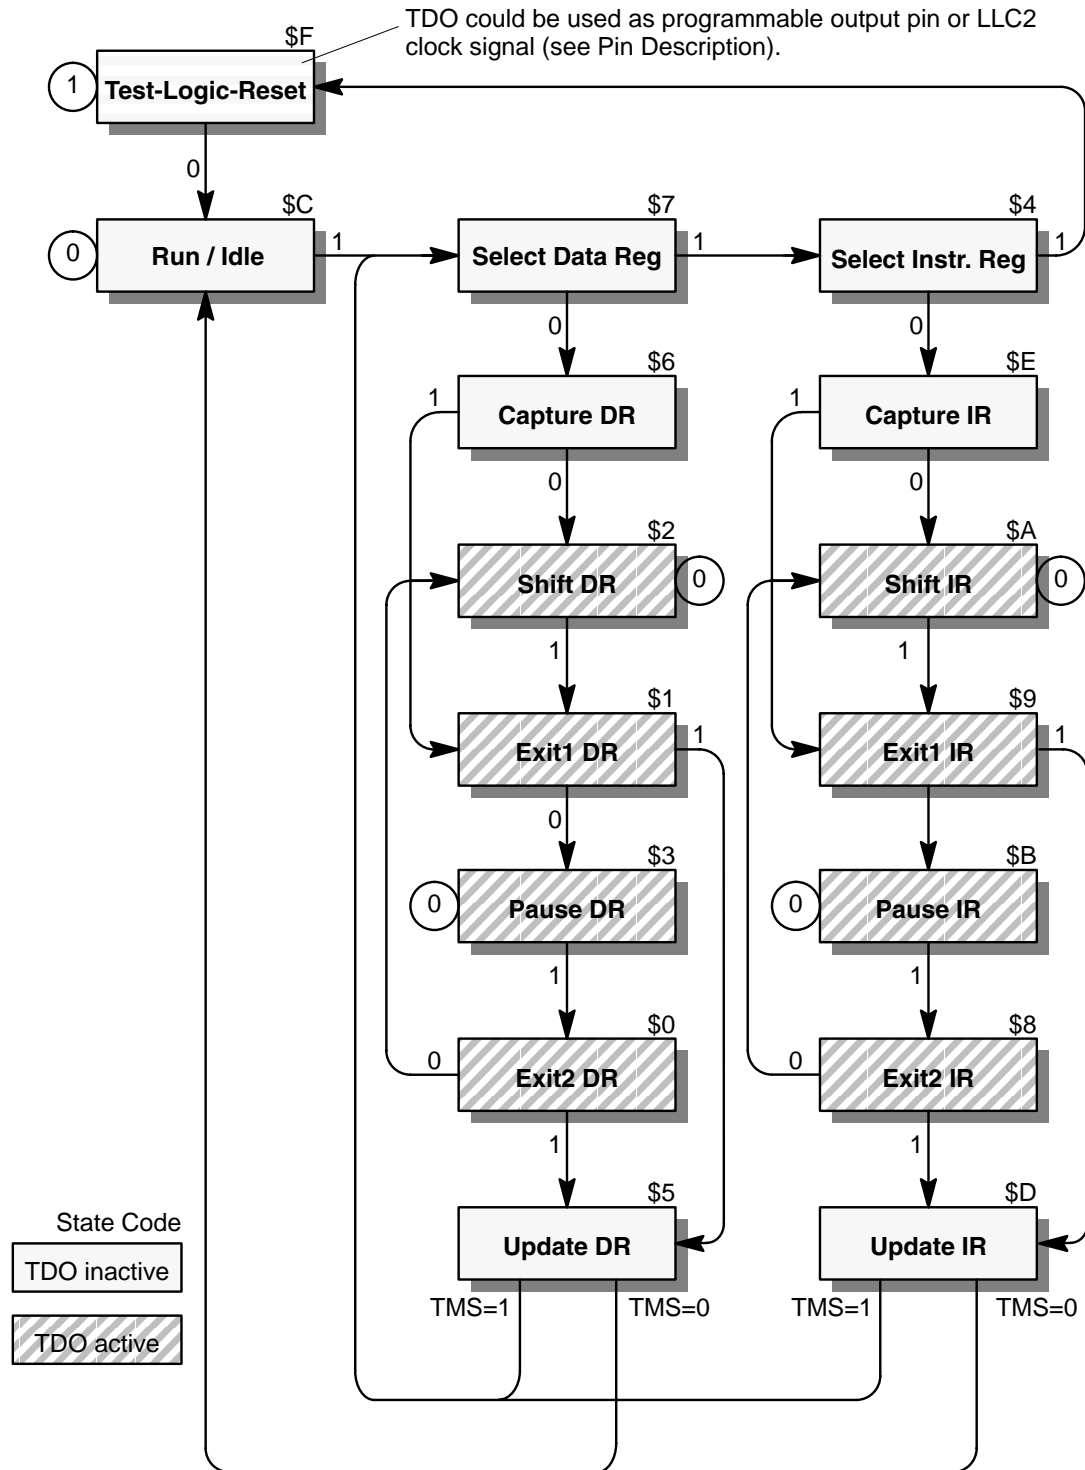 TDO could be used as programmable output pin or LLC2
clock signal (see Pin Description).
$F
1
Test-Logic-Reset
0
$C
0
Run / Idle
1
$7
Select Data Reg
1
$4
Select Instr. Reg
1
0
0
$6
1
Capture DR
$E
1
Capture IR
0
0
$2
Shift DR
0
$A
Shift IR
0
1
1
$1
Exit1 DR
1
$9
Exit1 IR
1
0
$3
0
Pause DR
$B
0
Pause IR
1
1
$0
0
Exit2 DR
$8
0
Exit2 IR
1
1
$5
Update DR
$D
Update IR
TMS=1
TMS=0
TMS=1
TMS=0
State Code
TDO inactive
TDO active